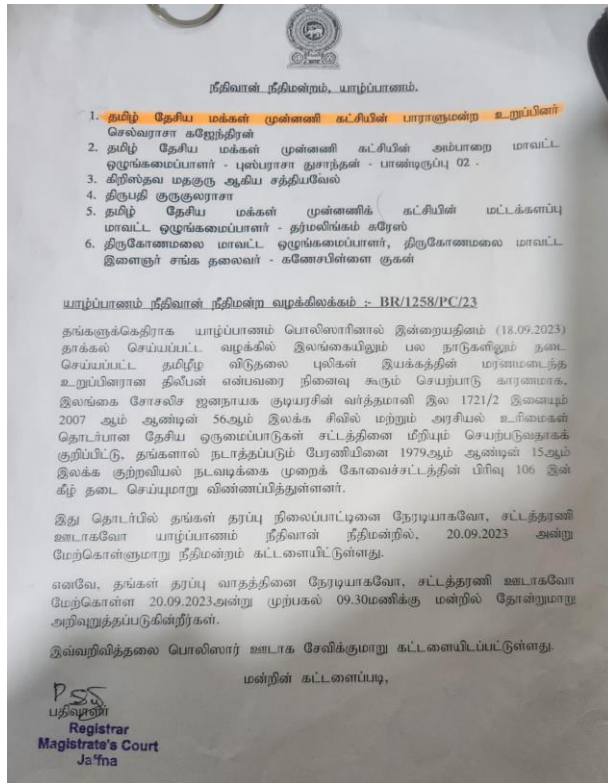 நீதிவான் நீதிமன்றம், யாழ்ப்பாணம்.
1. தமிழ் தேசிய மக்கள் முன்னணி கட்சியின் பாராளுமன்ற உறுப்பினர்
செல்வராசா கஜேந்திரன்
2. தமிழ் தேசிய மக்கள் முன்னணி கட்சியின் அம்பாறை மாவட்ட
ஒழுங்கமைப்பாளர் - புஸ்பராசா துசாந்தன் - பாண்டிருப்பு 02 -
3. கிறிஸ்தவ மதகுரு ஆகிய சத்தியவேல்
4. திருபதி குருகுலராசா
5. தமிழ் தேசிய மக்கள் முன்னணிக் கட்சியின் மட்டக்களப்பு
மாவட்ட ஒழுங்கமைப்பாளர் - தர்மலிங்கம் சுரேஸ்
6. திருகோணமலை மாவட்ட ஒழுங்கமைப்பாளர், திருகோணமலை மாவட்ட
இளைஞர் சங்க தலைவர் - கணேசபிள்ளை குகன்
யாழ்ப்பாணம் நீதிவான் நீதிமன்ற வழக்கிலக்கம் :- BR/1258/PC/23
தங்களுக்கெதிராக யாழ்ப்பாணம் பொலிஸாரினால் இன்றையதினம் (18.09.2023)
தாக்கல் செய்யப்பட்ட வழக்கில் இலங்கையிலும் பல நாடுகளிலும் தடை
செய்யப்பட்ட தமிழீழ விடுதலை புலிகள் இயக்கத்தின் மரணமடைந்த
உறுப்பினரான திலீபன் என்பவரை நினைவு கூரும் செயற்பாடு காரணமாக,
இலங்கை சோசலிச ஜனநாயக குடியரசின் வர்த்தமானி இல 1721/2 இனையும்
2007 ஆம் ஆண்டின் 56ஆம் இலக்க சிவில் மற்றும் அரசியல் உரிமைகள்
தொடர்பான தேசிய ஒருமைப்பாடுகள் சட்டத்தினை மீறியும் செயற்படுவதாகக்
குறிப்பிட்டு, தங்களால் நடாத்தப்படும் பேரணியினை 1979ஆம் ஆண்டின் 15ஆம்
இலக்க குற்றவியல் நடவடிக்கை முறைக் கோவைச்சட்டத்தின் பிரிவு 106 இன்
கீழ் தடை செய்யுமாறு விண்ணப்பித்துள்ளனர்.
இது தொடர்பில் தங்கள் தரப்பு நிலைப்பாட்டினை நேரடியாகவோ, சட்டத்தரணி
ஊடாகவோ யாழ்ப்பாணம் நீதிவான் நீதிமன்றில், 20.09.2023 அன்று
மேற்கொள்ளுமாறு நீதிமன்றம் கட்டளையிட்டுள்ளது.
எனவே, தங்கள் தரப்பு வாதத்தினை நேரடியாகவோ, சட்டத்தரணி ஊடாகவோ
மேற்கொள்ள 20.09.2023அன்று முற்பகல் 09.30மணிக்கு மன்றில் தோன்றுமாறு
அறிவுறுத்தப்படுகின்றீர்கள்.
இவ்வறிவித்தலை பொலிஸார் ஊடாக சேவிக்குமாறு கட்டளையிடப்பட்டுள்ளது.
மன்றின் கட்டளைப்படி,
பதிவாளர்
Registrar
Magistrate's Court
Jaffna